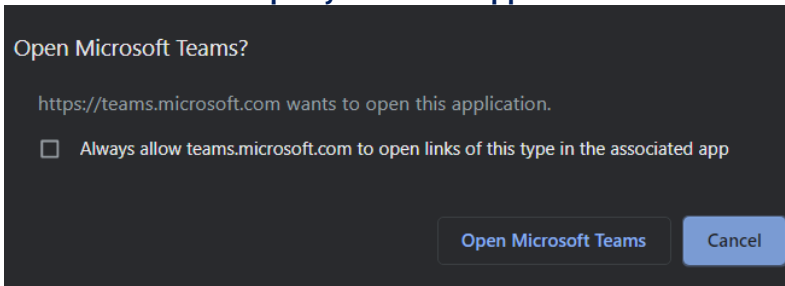 Open Microsoft Teams?
https://teams.microsoft.com wants to open this application.
Always allow teams.microsoft.com to open links of this type in the associated app
Open Microsoft Teams
Cancel